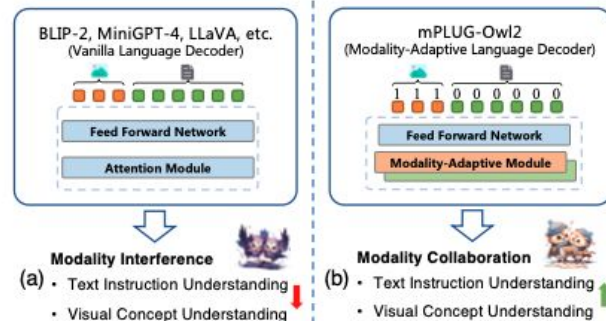 BLIP-2, MiniGPT-4, LLaVA, etc.
(Vanilla Language Decoder)
Feed Forward Network
Attention Module
Modality Interference
(a)
• Text Instruction Understanding
• Visual Concept Understanding
mPLUG-Owl2
(Modality-Adaptive Language Decoder)
1 1 1 0 0 0 0 0 0
Feed Forward Network
Modality-Adaptive Module
Modality Collaboration
(b)
• Text Instruction Understanding
• Visual Concept Understanding